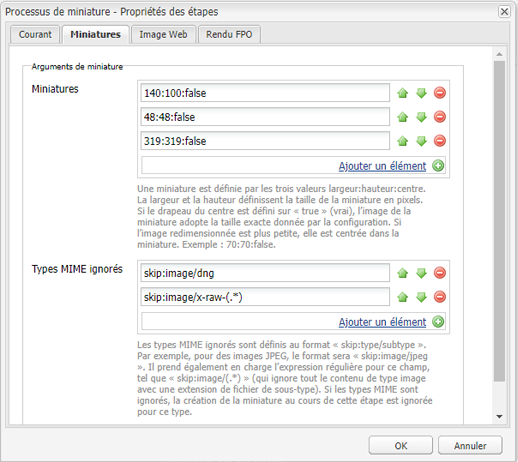 Processus de miniature - Propriétés des étapes
Courant Miniatures Image Web Rendu FPO
Arguments de miniature
Miniatures
140:100:false
48:48:false
319:319:false
Ajouter un élément
Une miniature est définie par les trois valeurs largeur:hauteur:centre.
La largeur et la hauteur définissent la taille de la miniature en pixels.
Si le drapeau du centre est défini sur « true » (vrai), l'image de la
miniature adopte la taille exacte donnée par la configuration. Si
l'image redimensionnée est plus petite, elle est centrée dans la
miniature. Exemple : 70:70:false.
Types MIME ignorés
skip:image/dng
skip:image/x-raw-(.*)
Ajouter un élément
Les types MIME ignorés sont définis au format « skip:type/subtype ».
Par exemple, pour des images JPEG, le format sera « skip:image/jpeg
». Il prend également en charge l'expression régulière pour ce champ,
tel que « skip:image/(.*) » (qui ignore tout le contenu de type image
avec une extension de fichier de sous-type). Si les types MIME sont
ignorés, la création de la miniature au cours de cette étape est ignorée
pour ce type.
OK Annuler